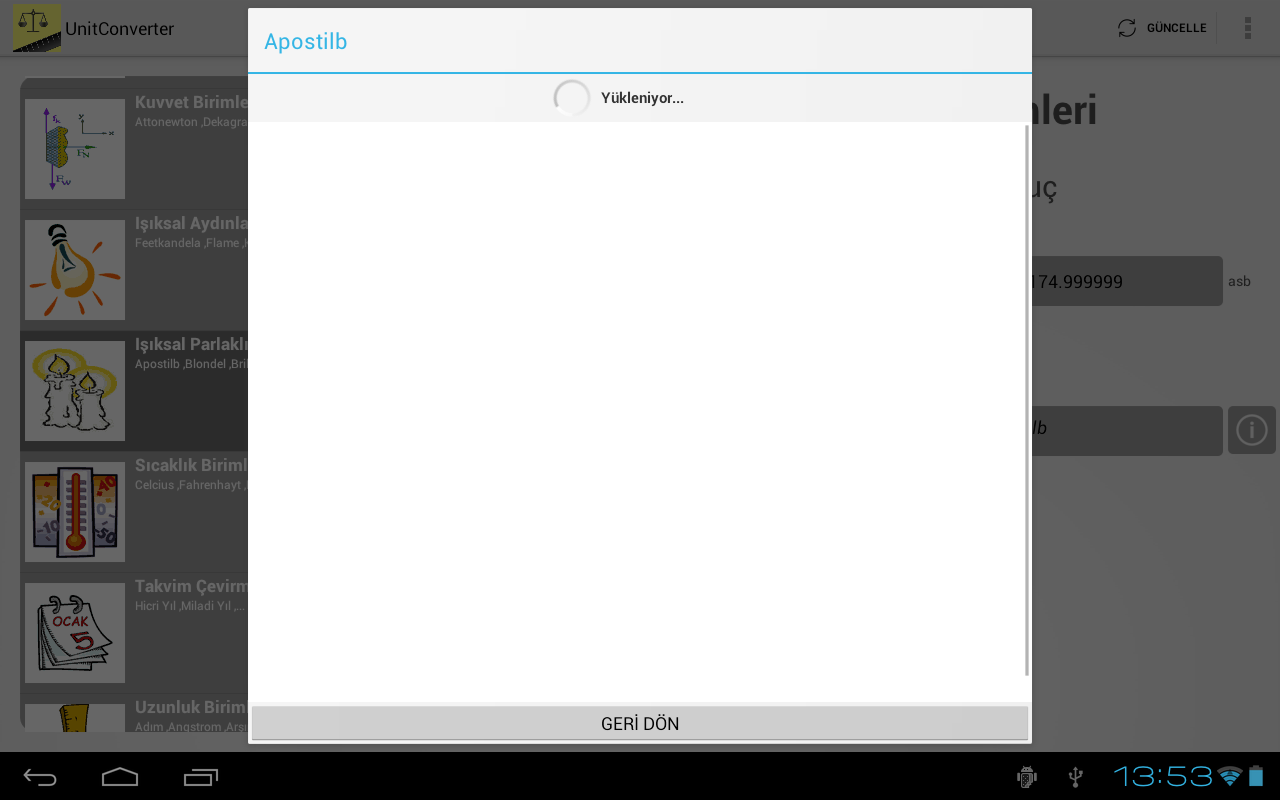 UnitConverter
GÜNCELLE
Apostilb
Yükleniyor...
Kuvvet Birimle
Attonewton ,Dekagra
Işıksal Aydınla
Feetkandela ,Flame ,
Işıksal Parlaklı
Apostilb ,Blondel ,Bril
Sıcaklık Biriml
Celcius ,Fahrenhayt ,
OCAK
5
Takvim Çevirm
Hicri Yıl ,Miladi Yıl ,...
Uzunluk Birimi
Adım ,Angstrom ,Arşı
leri
uç
174.999999
asb
lb
GERİ DÖN
13:53